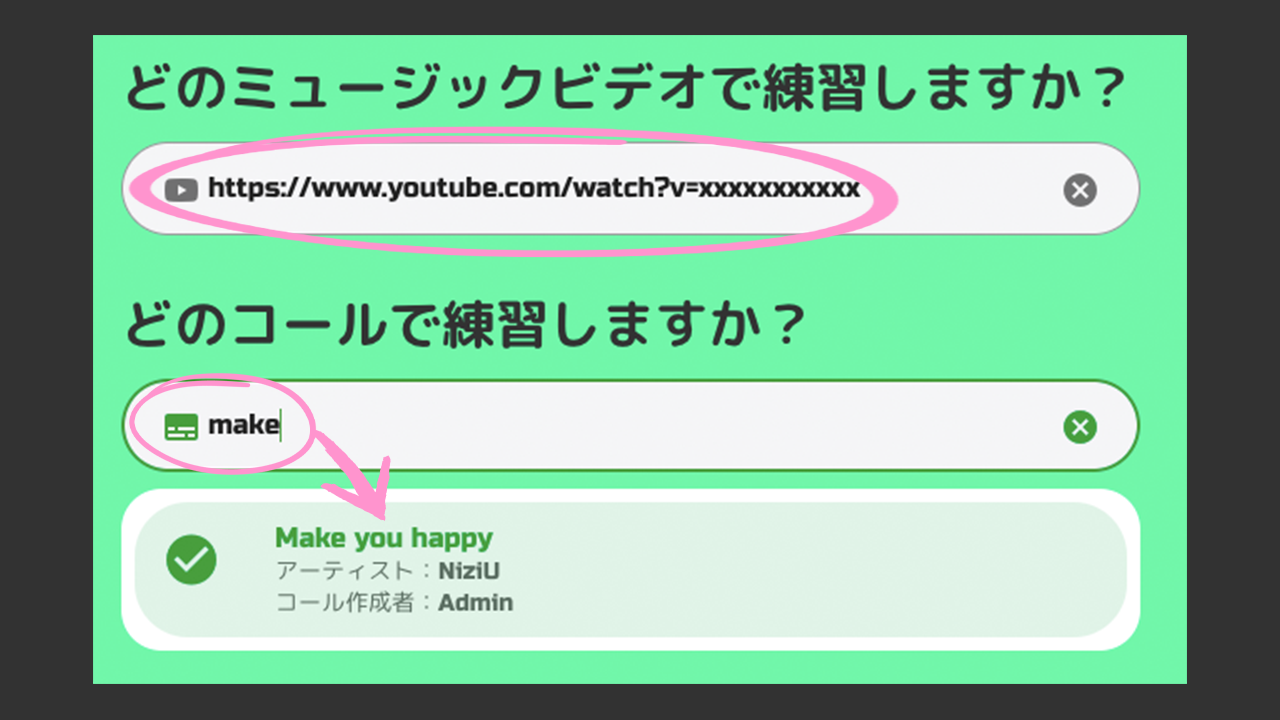 どのミュージックビデオで練習しますか？
https://www.youtube.com/watch?v=xxxxxxxxxxx
どのコールで練習しますか？
make
Make you happy
アーティスト：NiziU
コール作成者：Admin